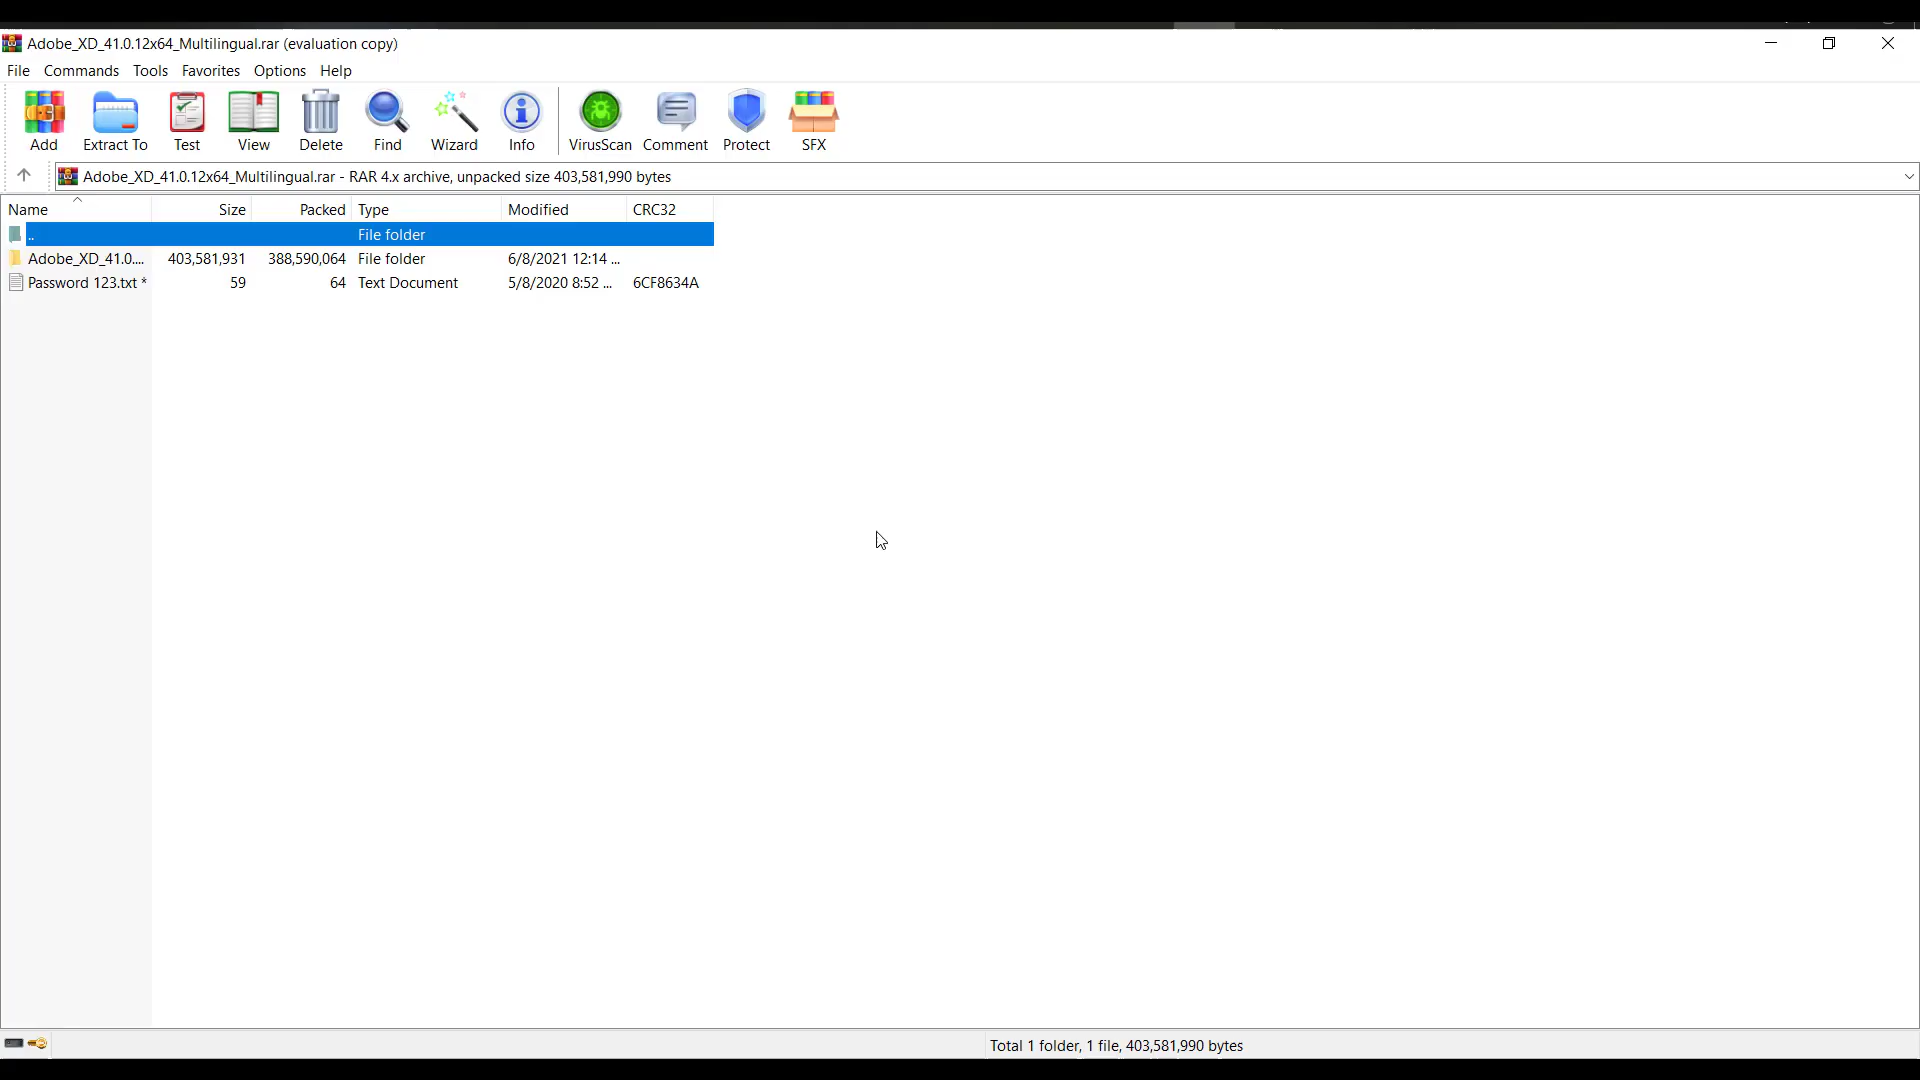 Adobe_XD_41.0.12x64_Multilingual.rar (evaluation copy)
File Commands Tools Favorites Options Help
Add Extract To Test View Delete Find Wizard Info VirusScan Comment Protect SFX
Adobe_XD_41.0.12x64_Multilingual.rar - RAR 4.x archive, unpacked size 403,581,990 bytes
Name Size Packed Type Modified CRC32
.. File folder
Adobe_XD_41.0.... 403,581,931 388,590,064 File folder 6/8/2021 12:14 ...
Password 123.txt * 59 64 Text Document 5/8/2020 8:52 ... 6CF8634A
Total 1 folder, 1 file, 403,581,990 bytes